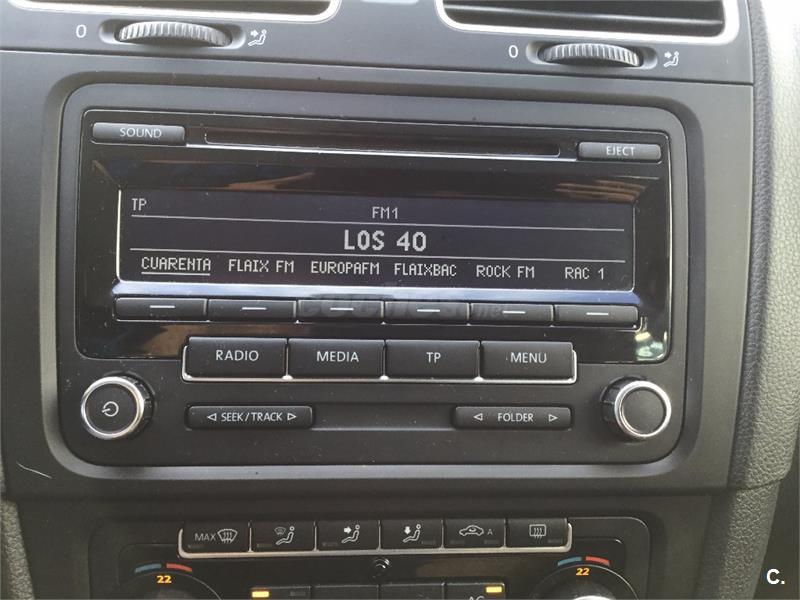 0
0
SOUND
EJECT
TP
FM1
LOS 40
CUARENTA FLAIX FM EUROPAFM FLAIXBAC ROCK FM RAC 1
RADIO MEDIA TP MENU
SEEK/TRACK FOLDER
MAX A
22 22
AC
C.